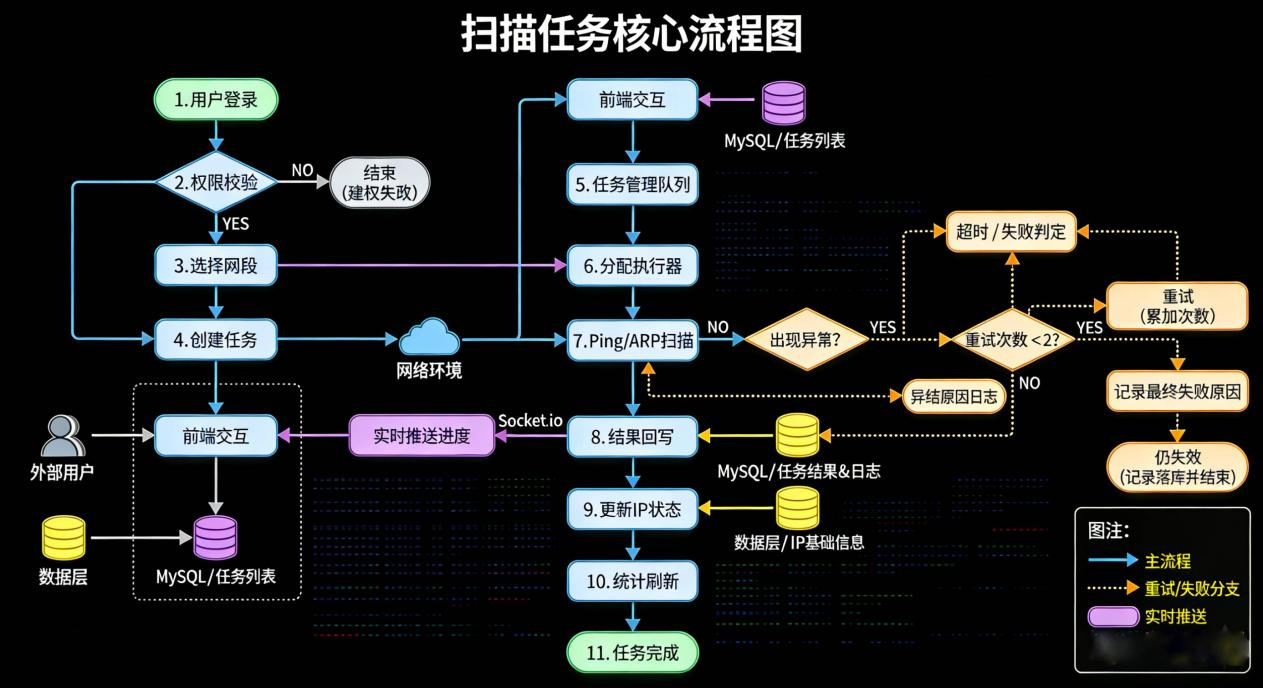 扫描任务核心流程图
1.用户登录
2.权限校验
NO
结束
(建权失政)
YES
3.选择网段
4.创建任务
网络环境
外部用户
前端交互
数据层
MySQL/任务列表
实时推送进度
Socket.io
前端交互
MySQL/任务列表
5.任务管理队列
6.分配执行器
7.Ping/ARP扫描
NO
出现异常?
YES
超时/失败判定
重试次数<2?
重试
(累加次数)
YES
NO
异结原因日志
记录最终失败原因
仍失效
(记录落库并结束)
8.结果回写
MySQL/任务结果&日志
9.更新IP状态
数据层/IP基础信息
10.统计刷新
11.任务完成
图注:
主流程
重试/失败分支
实时推送